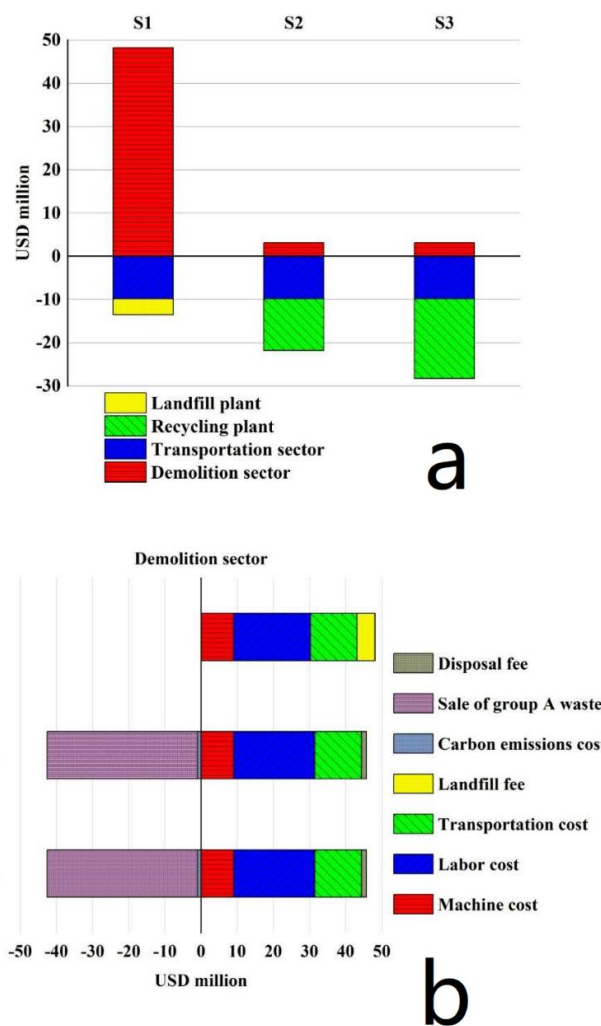 S1 S2 S3
50
40
30
20
10
0
-10
-20
-30
USD million
Landfill plant
Recycling plant
Transportation sector
Demolition sector
a
Demolition sector
Disposal fee
Sale of group A waste
Carbon emissions cost
Landfill fee
Transportation cost
Labor cost
Machine cost
-50 -40 -30 -20 -10 0 10 20 30 40 50
USD million
b